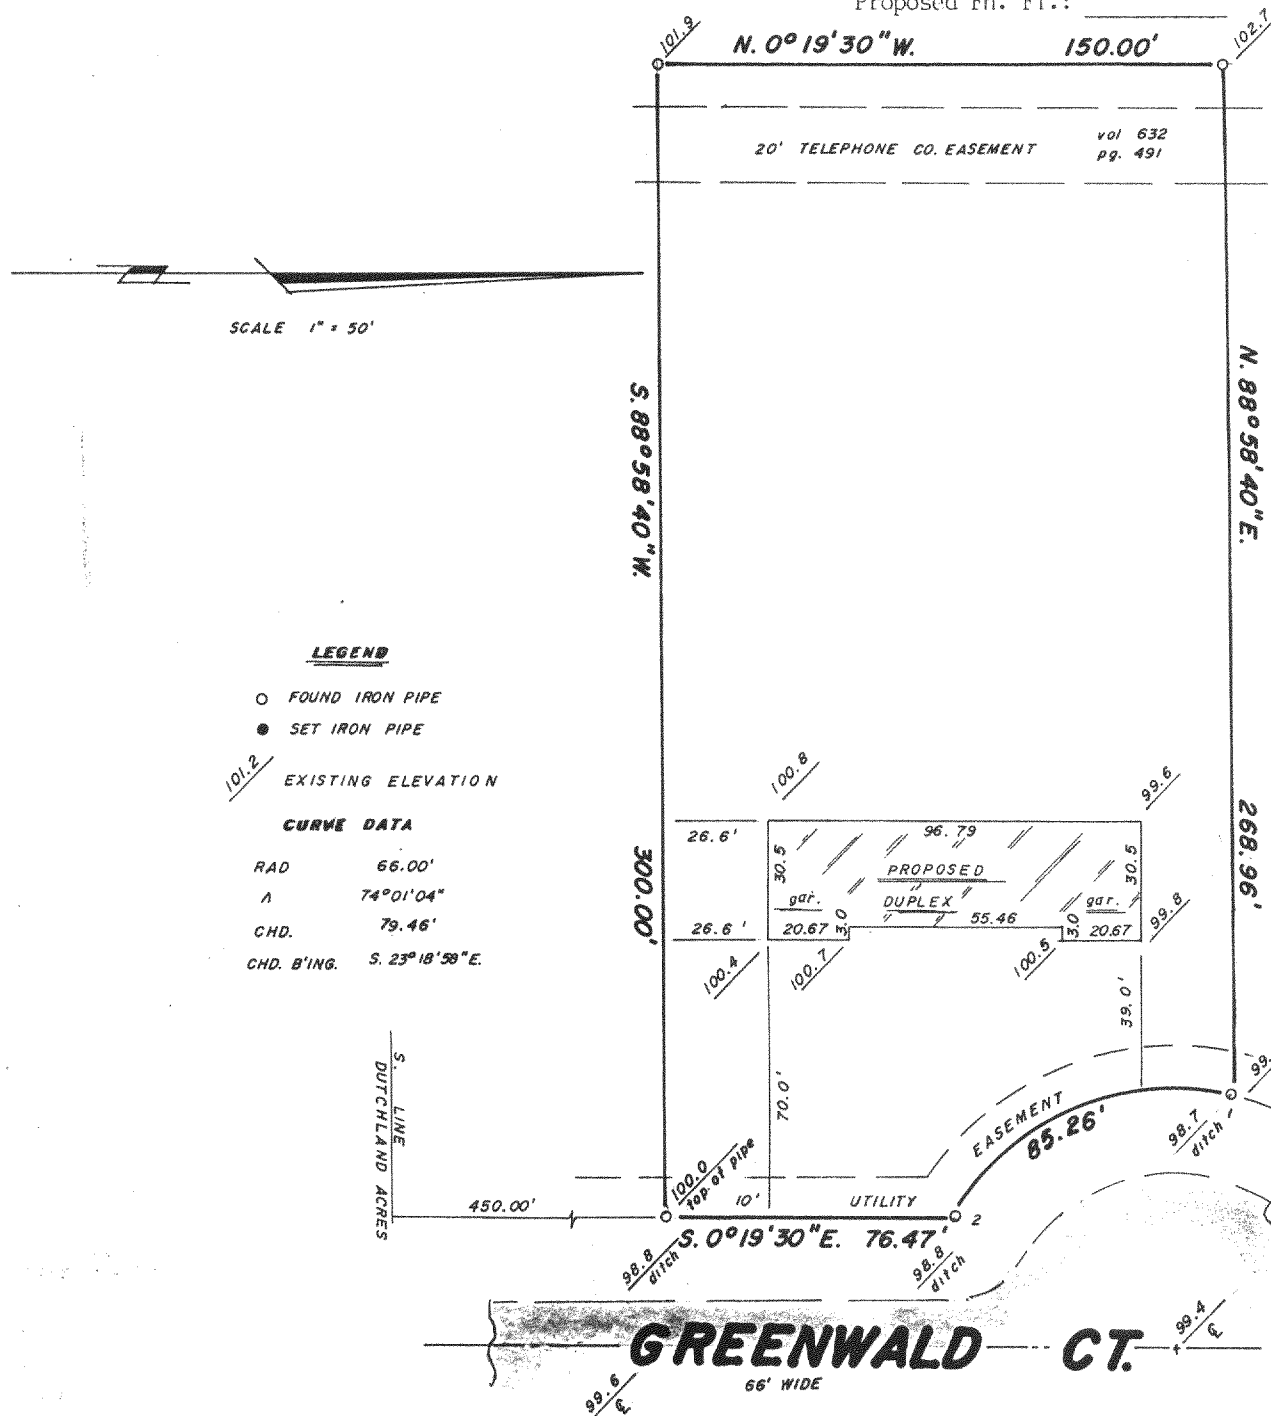 Proposed Fn. Fl.:
101.9
N. 0° 19' 30" W. 150.00'
102.7
20' TELEPHONE CO. EASEMENT
vol 632
pg. 491
SCALE 1" = 50'
S. 88° 58' 40" W.
300.00'
N. 88° 58' 40" E.
268.96'
LEGEND
○ FOUND IRON PIPE
● SET IRON PIPE
101.2 EXISTING ELEVATION
CURVE DATA
RAD 66.00'
Δ 74° 01' 04"
CHD. 79.46'
CHD. B'ING. S. 23° 18' 58" E.
100.8
99.6
26.6'
96.79
30.5
30.5
PROPOSED
DUPLEX
gar.
gar.
26.6'
20.67
3.0
55.46
3.0
20.67
99.8
100.4
100.7
100.5
39.0'
70.0'
S. LINE
DUTCHLAND ACRES
450.00'
100.0
top of pipe
10' UTILITY
EASEMENT
85.26'
99.
98.7
ditch
2
S. 0° 19' 30" E. 76.47'
98.8
ditch
98.8
ditch
GREENWALD CT.
66' WIDE
99.4
℄
99.6
℄